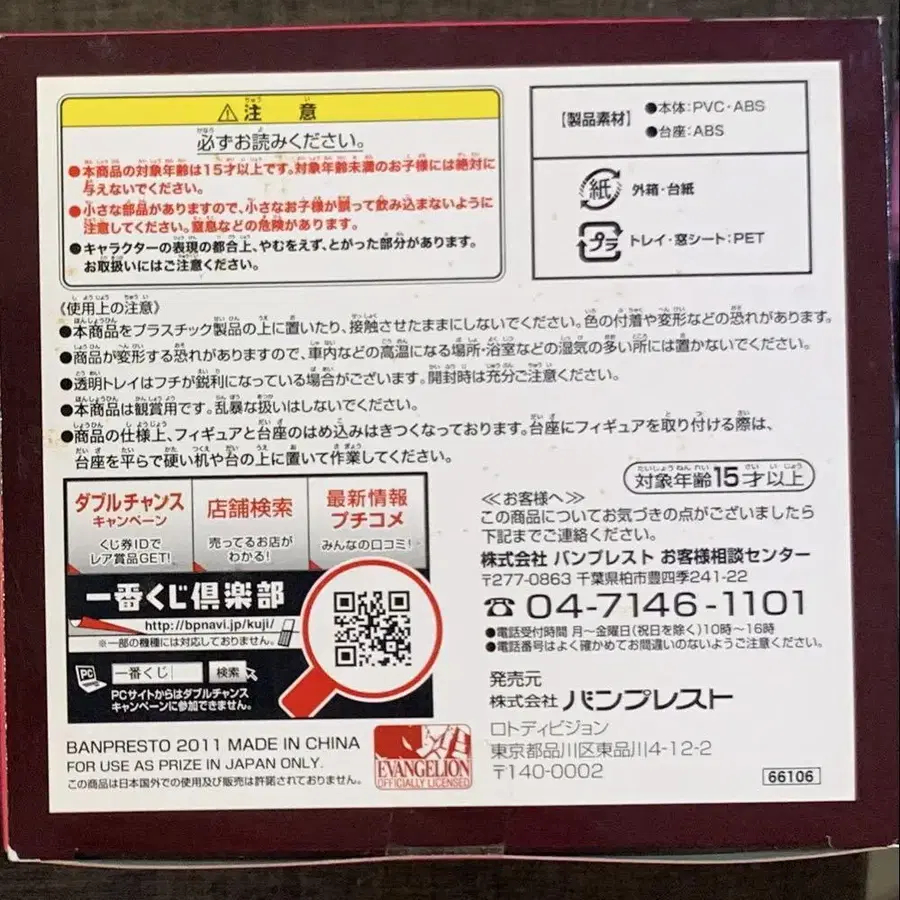 ⚠注 意
必ずお読みください。
●本商品の対象年齢は15才以上です。対象年齢未満のお子様には絶対に
与えないでください。
●小さな部品がありますので、小さなお子様が誤って飲み込まないように
注意してください。窒息などの危険があります。
●キャラクターの表現の都合上、やむをえず、とがった部分があります。
お取扱いにはご注意ください。
【製品素材】
●本体:PVC・ABS
●台座:ABS
紙 外箱・台紙
プラ トレイ・窓シート:PET
《使用上の注意》
●本商品をプラスチック製品の上に置いたり、接触させたままにしないでください。色の付着や変形などの恐れがあります。
●商品が変形する恐れがありますので、車内などの高温になる場所・浴室などの湿気の多い所には置かないでください。
●透明トレイはフチが鋭利になっている場合がございます。開封時は充分ご注意ください。
●本商品は観賞用です。乱暴な扱いはしないでください。
●商品の仕様上、フィギュアと台座のはめ込みはきつくなっております。台座にフィギュアを取り付ける際は、
台座を平らで硬い机や台の上に置いて作業してください。
対象年齢15才以上
ダブルチャンス
キャンペーン
くじ券IDで
レア賞品GET!
店舗検索
売ってるお店が
わかる!
最新情報
プチコメ
みんなの口コミ!
一番くじ倶楽部
http://bpnavi.jp/kuji/
※一部の機種には対応しておりません。
PC 一番くじ 検索
PCサイトからはダブルチャンス
キャンペーンに参加できません。
≪お客様へ≫
この商品についてお気づきの点がございましたら
下記までご連絡ください。
株式会社 バンプレスト お客様相談センター
〒277-0863 千葉県柏市豊四季241-22
☎ 04-7146-1101
●電話受付時間 月～金曜日(祝日を除く)10時～16時
●電話番号はよく確かめてお間違いのないようご注意ください。
発売元
株式会社 バンプレスト
ロトディビジョン
東京都品川区東品川4-12-2
〒140-0002
66106
BANPRESTO 2011 MADE IN CHINA
FOR USE AS PRIZE IN JAPAN ONLY.
この商品は日本国外での使用及び販売は許諾されておりません。
EVANGELION
OFFICIALLY LICENSED